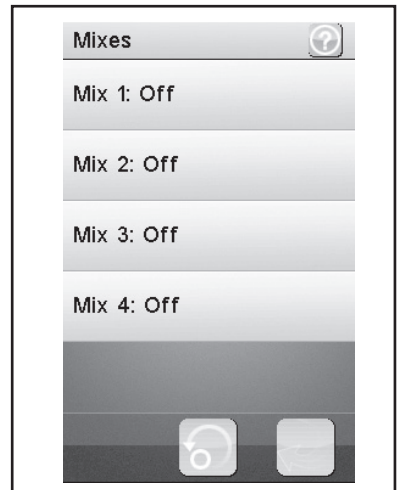 Mixes
?
Mix 1: Off
Mix 2: Off
Mix 3: Off
Mix 4: Off